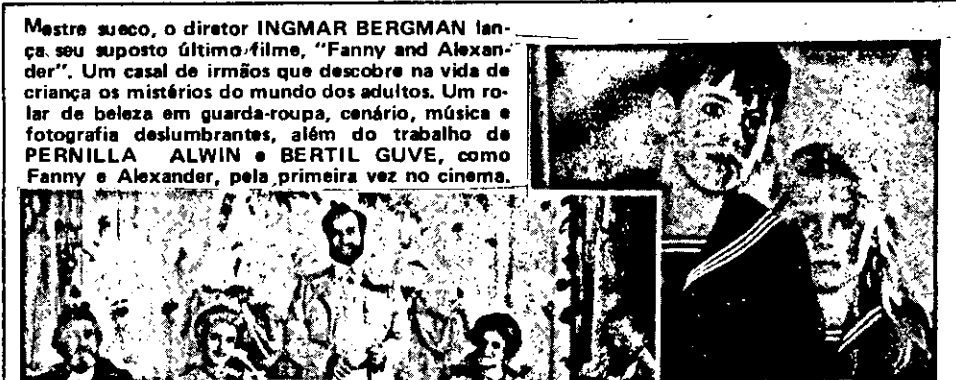 Mestre sueco, o diretor INGMAR BERGMAN lan-
ça seu suposto último filme, "Fanny and Alexan-
der". Um casal de irmãos que descobre na vida de
criança os mistérios do mundo dos adultos. Um ro-
lar de beleza em guarda-roupa, cenário, música e
fotografia deslumbrantes, além do trabalho de
PERNILLA ALWIN e BERTIL GUVE, como
Fanny e Alexander, pela primeira vez no cinema.